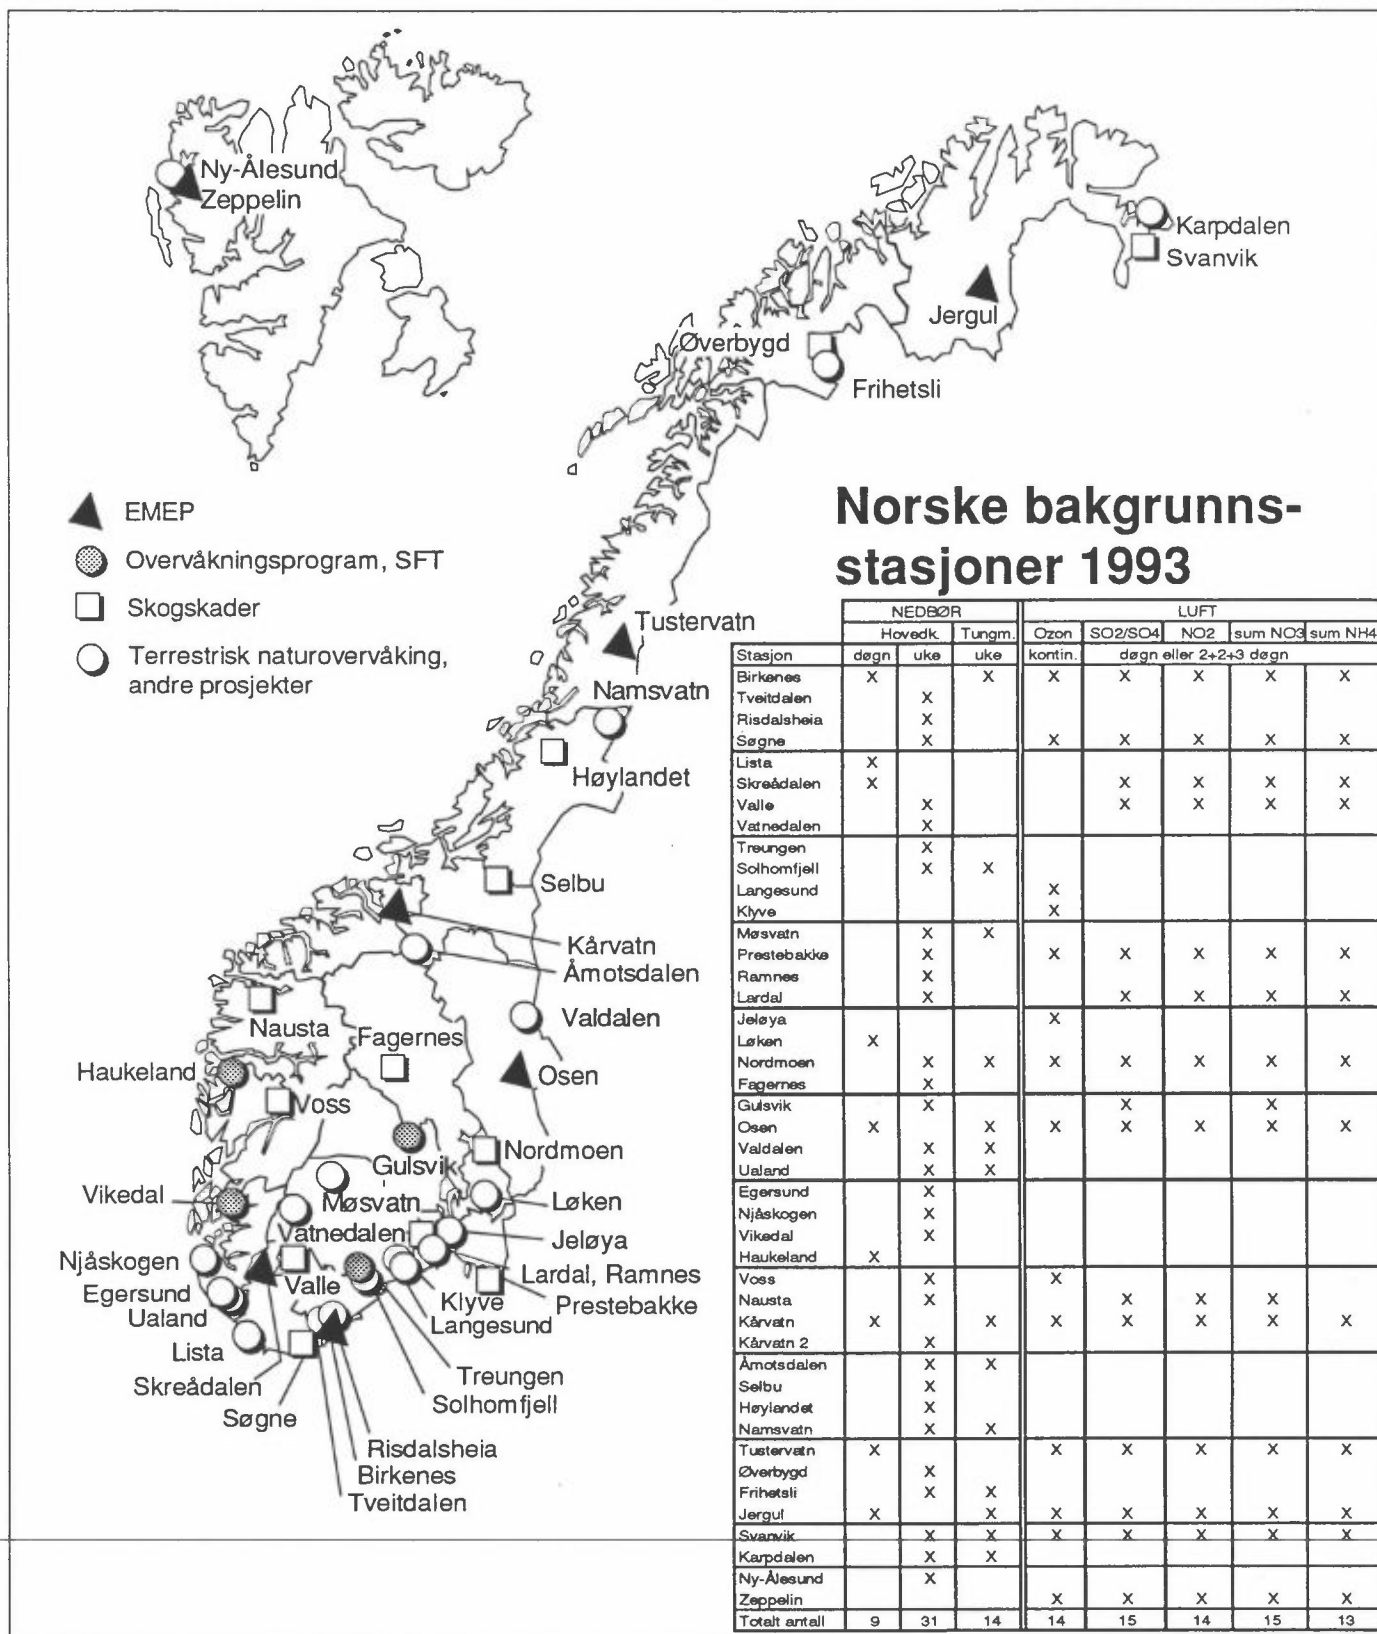 Ny-Ålesund
Zeppelin
Karpdalen
Svanvik
Jergul
Øverbygd
Frihetsli
EMEP
Overvåkningsprogram, SFT
Skogskader
Terrestrisk naturovervåking,
andre prosjekter
Norske bakgrunns-
stasjoner 1993
Tustervatn
Namsvatn
Høylandet
Selbu
Kårvatn
Åmotsdalen
Nausta
Fagernes
Valdalen
Haukeland
Osen
Voss
Gulsvik
Nordmoen
Vikedal
Møsvatn
Løken
Vatnedalen
Jeløya
Njåskogen
Valle
Lardal, Ramnes
Egersund
Klyve
Prestebakke
Ualand
Langesund
Lista
Treungen
Skreådalen
Solhomfjell
Søgne
Risdalsheia
Birkenes
Tveitdalen
NEDBØR LUFT
Hovedk. Tungm. Ozon SO2/SO4 NO2 sum NO3 sum NH4
Stasjon døgn uke uke kontin. døgn eller 2+2+3 døgn
Birkenes X X X X X X X
Tveitdalen X
Risdalsheia X
Søgne X X X X X X
Lista X
Skreådalen X X X X X
Valle X X X X X
Vatnedalen X
Treungen X
Solhomfjell X X
Langesund X
Klyve X
Møsvatn X X
Prestebakke X X X X X X
Ramnes X
Lardal X X X X X
Jeløya X
Løken X
Nordmoen X X X X X X X
Fagernes X
Gulsvik X X X
Osen X X X X X X X
Valdalen X X
Ualand X X
Egersund X
Njåskogen X
Vikedal X
Haukeland X
Voss X X
Nausta X X X X
Kårvatn X X X X X X X
Kårvatn 2 X
Åmotsdalen X X
Selbu X
Høylandet X
Namsvatn X X
Tustervatn X X X X X X
Øverbygd X
Frihetsli X X
Jergul X X X X X X X
Svanvik X X X X X X X
Karpdalen X X
Ny-Ålesund X
Zeppelin X X X X X
Totalt antall 9 31 14 14 15 14 15 13